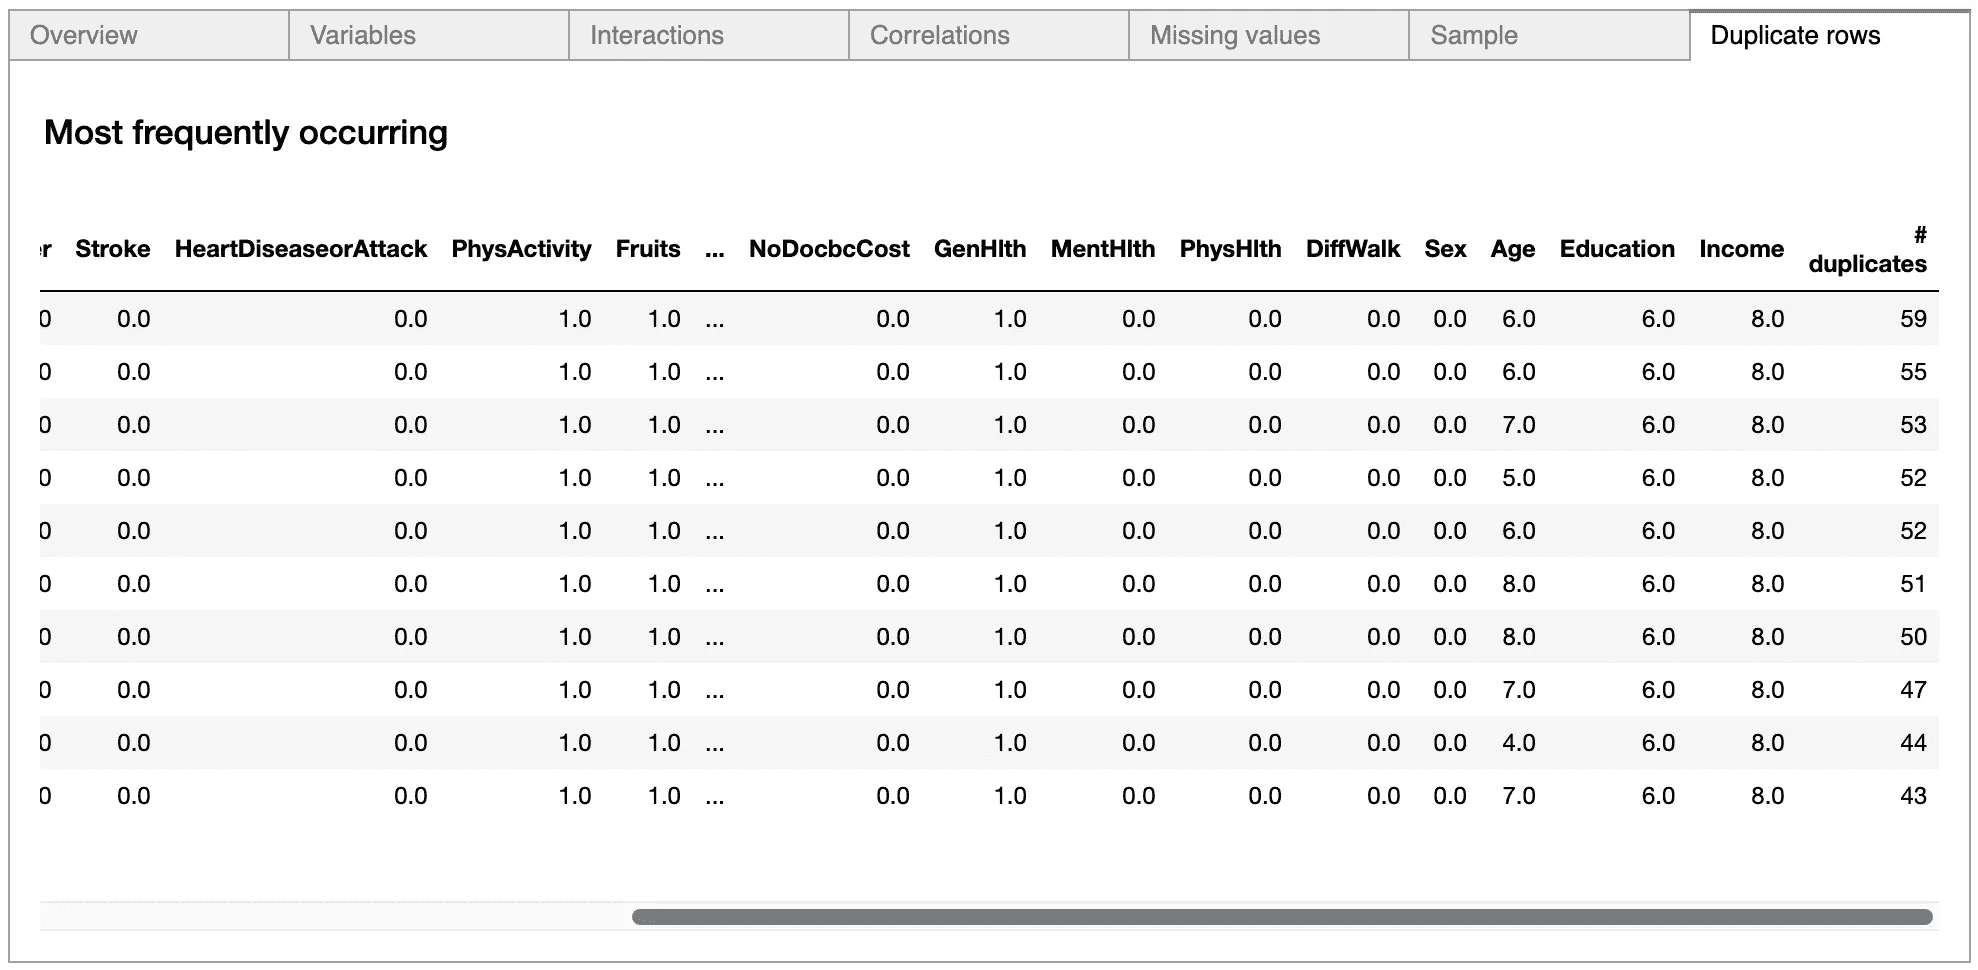 Overview Variables Interactions Correlations Missing values Sample Duplicate rows
Most frequently occurring
r Stroke HeartDiseaseorAttack PhysActivity Fruits ... NoDocbcCost GenHlth MentHlth PhysHlth DiffWalk Sex Age Education Income # duplicates
0 0.0 0.0 1.0 1.0 ... 0.0 1.0 0.0 0.0 0.0 0.0 6.0 6.0 8.0 59
0 0.0 0.0 1.0 1.0 ... 0.0 1.0 0.0 0.0 0.0 0.0 6.0 6.0 8.0 55
0 0.0 0.0 1.0 1.0 ... 0.0 1.0 0.0 0.0 0.0 0.0 7.0 6.0 8.0 53
0 0.0 0.0 1.0 1.0 ... 0.0 1.0 0.0 0.0 0.0 0.0 5.0 6.0 8.0 52
0 0.0 0.0 1.0 1.0 ... 0.0 1.0 0.0 0.0 0.0 0.0 6.0 6.0 8.0 52
0 0.0 0.0 1.0 1.0 ... 0.0 1.0 0.0 0.0 0.0 0.0 8.0 6.0 8.0 51
0 0.0 0.0 1.0 1.0 ... 0.0 1.0 0.0 0.0 0.0 0.0 8.0 6.0 8.0 50
0 0.0 0.0 1.0 1.0 ... 0.0 1.0 0.0 0.0 0.0 0.0 7.0 6.0 8.0 47
0 0.0 0.0 1.0 1.0 ... 0.0 1.0 0.0 0.0 0.0 0.0 4.0 6.0 8.0 44
0 0.0 0.0 1.0 1.0 ... 0.0 1.0 0.0 0.0 0.0 0.0 7.0 6.0 8.0 43